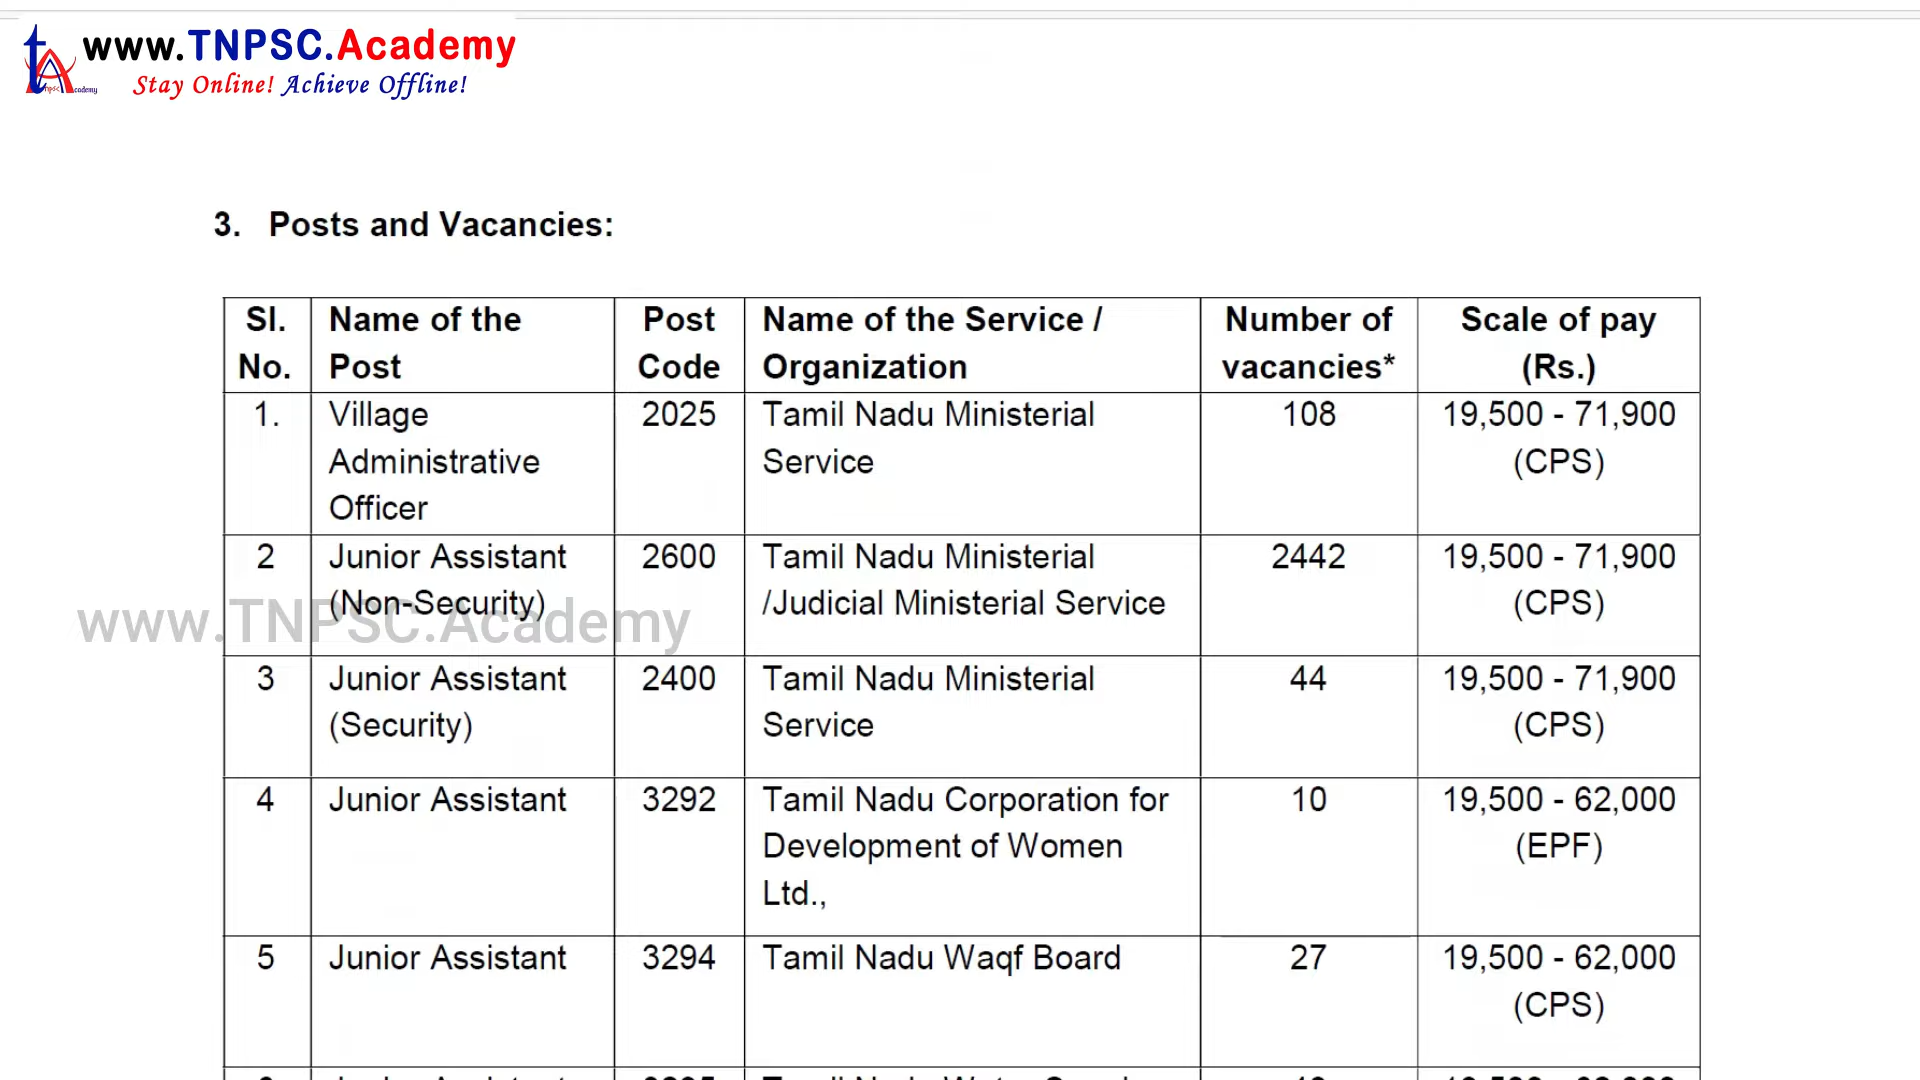 www.TNPSC.Academy
Stay Online! Achieve Offline!
3. Posts and Vacancies:
Sl. No. Name of the Post Post Code Name of the Service / Organization Number of vacancies* Scale of pay (Rs.)
1. Village Administrative Officer 2025 Tamil Nadu Ministerial Service 108 19,500 - 71,900 (CPS)
2 Junior Assistant (Non-Security) 2600 Tamil Nadu Ministerial /Judicial Ministerial Service 2442 19,500 - 71,900 (CPS)
www.TNPSC.Academy
3 Junior Assistant (Security) 2400 Tamil Nadu Ministerial Service 44 19,500 - 71,900 (CPS)
4 Junior Assistant 3292 Tamil Nadu Corporation for Development of Women Ltd., 10 19,500 - 62,000 (EPF)
5 Junior Assistant 3294 Tamil Nadu Waqf Board 27 19,500 - 62,000 (CPS)